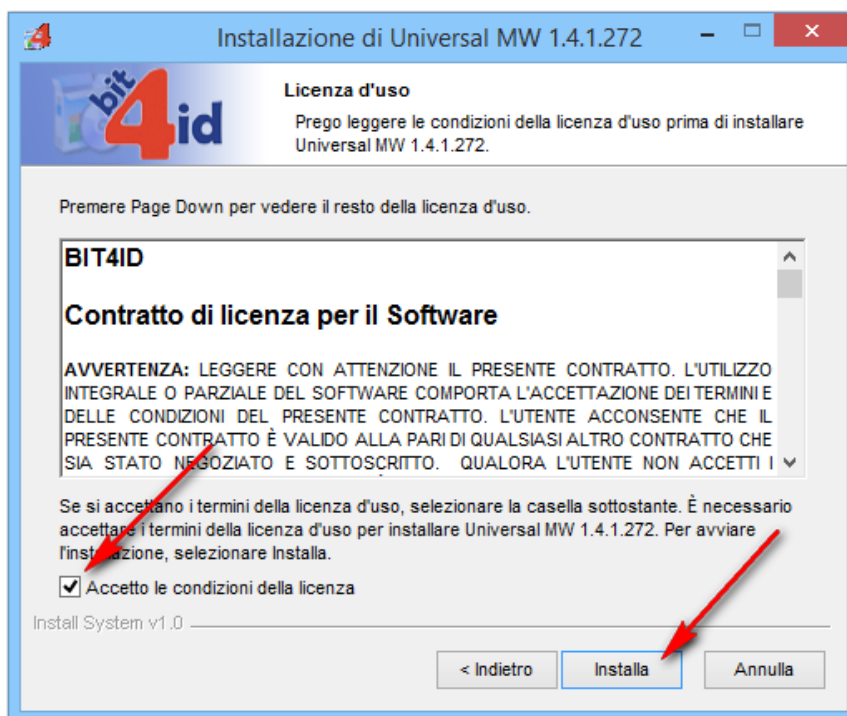 Installazione di Universal MW 1.4.1.272
bit
4id
Licenza d'uso
Prego leggere le condizioni della licenza d'uso prima di installare
Universal MW 1.4.1.272.
Premere Page Down per vedere il resto della licenza d'uso.
BIT4ID
Contratto di licenza per il Software
AVVERTENZA: LEGGERE CON ATTENZIONE IL PRESENTE CONTRATTO. L'UTILIZZO
INTEGRALE O PARZIALE DEL SOFTWARE COMPORTA L'ACCETTAZIONE DEI TERMINI E
DELLE CONDIZIONI DEL PRESENTE CONTRATTO. L'UTENTE ACCONSENTE CHE IL
PRESENTE CONTRATTO È VALIDO ALLA PARI DI QUALSIASI ALTRO CONTRATTO CHE
SIA STATO NEGOZIATO E SOTTOSCRITTO. QUALORA L'UTENTE NON ACCETTI I
Se si accettano i termini della licenza d'uso, selezionare la casella sottostante. È necessario
accettare i termini della licenza d'uso per installare Universal MW 1.4.1.272. Per avviare
l'installazione, selezionare Installa.
Accetto le condizioni della licenza
Install System v1.0
< Indietro
Installa
Annulla